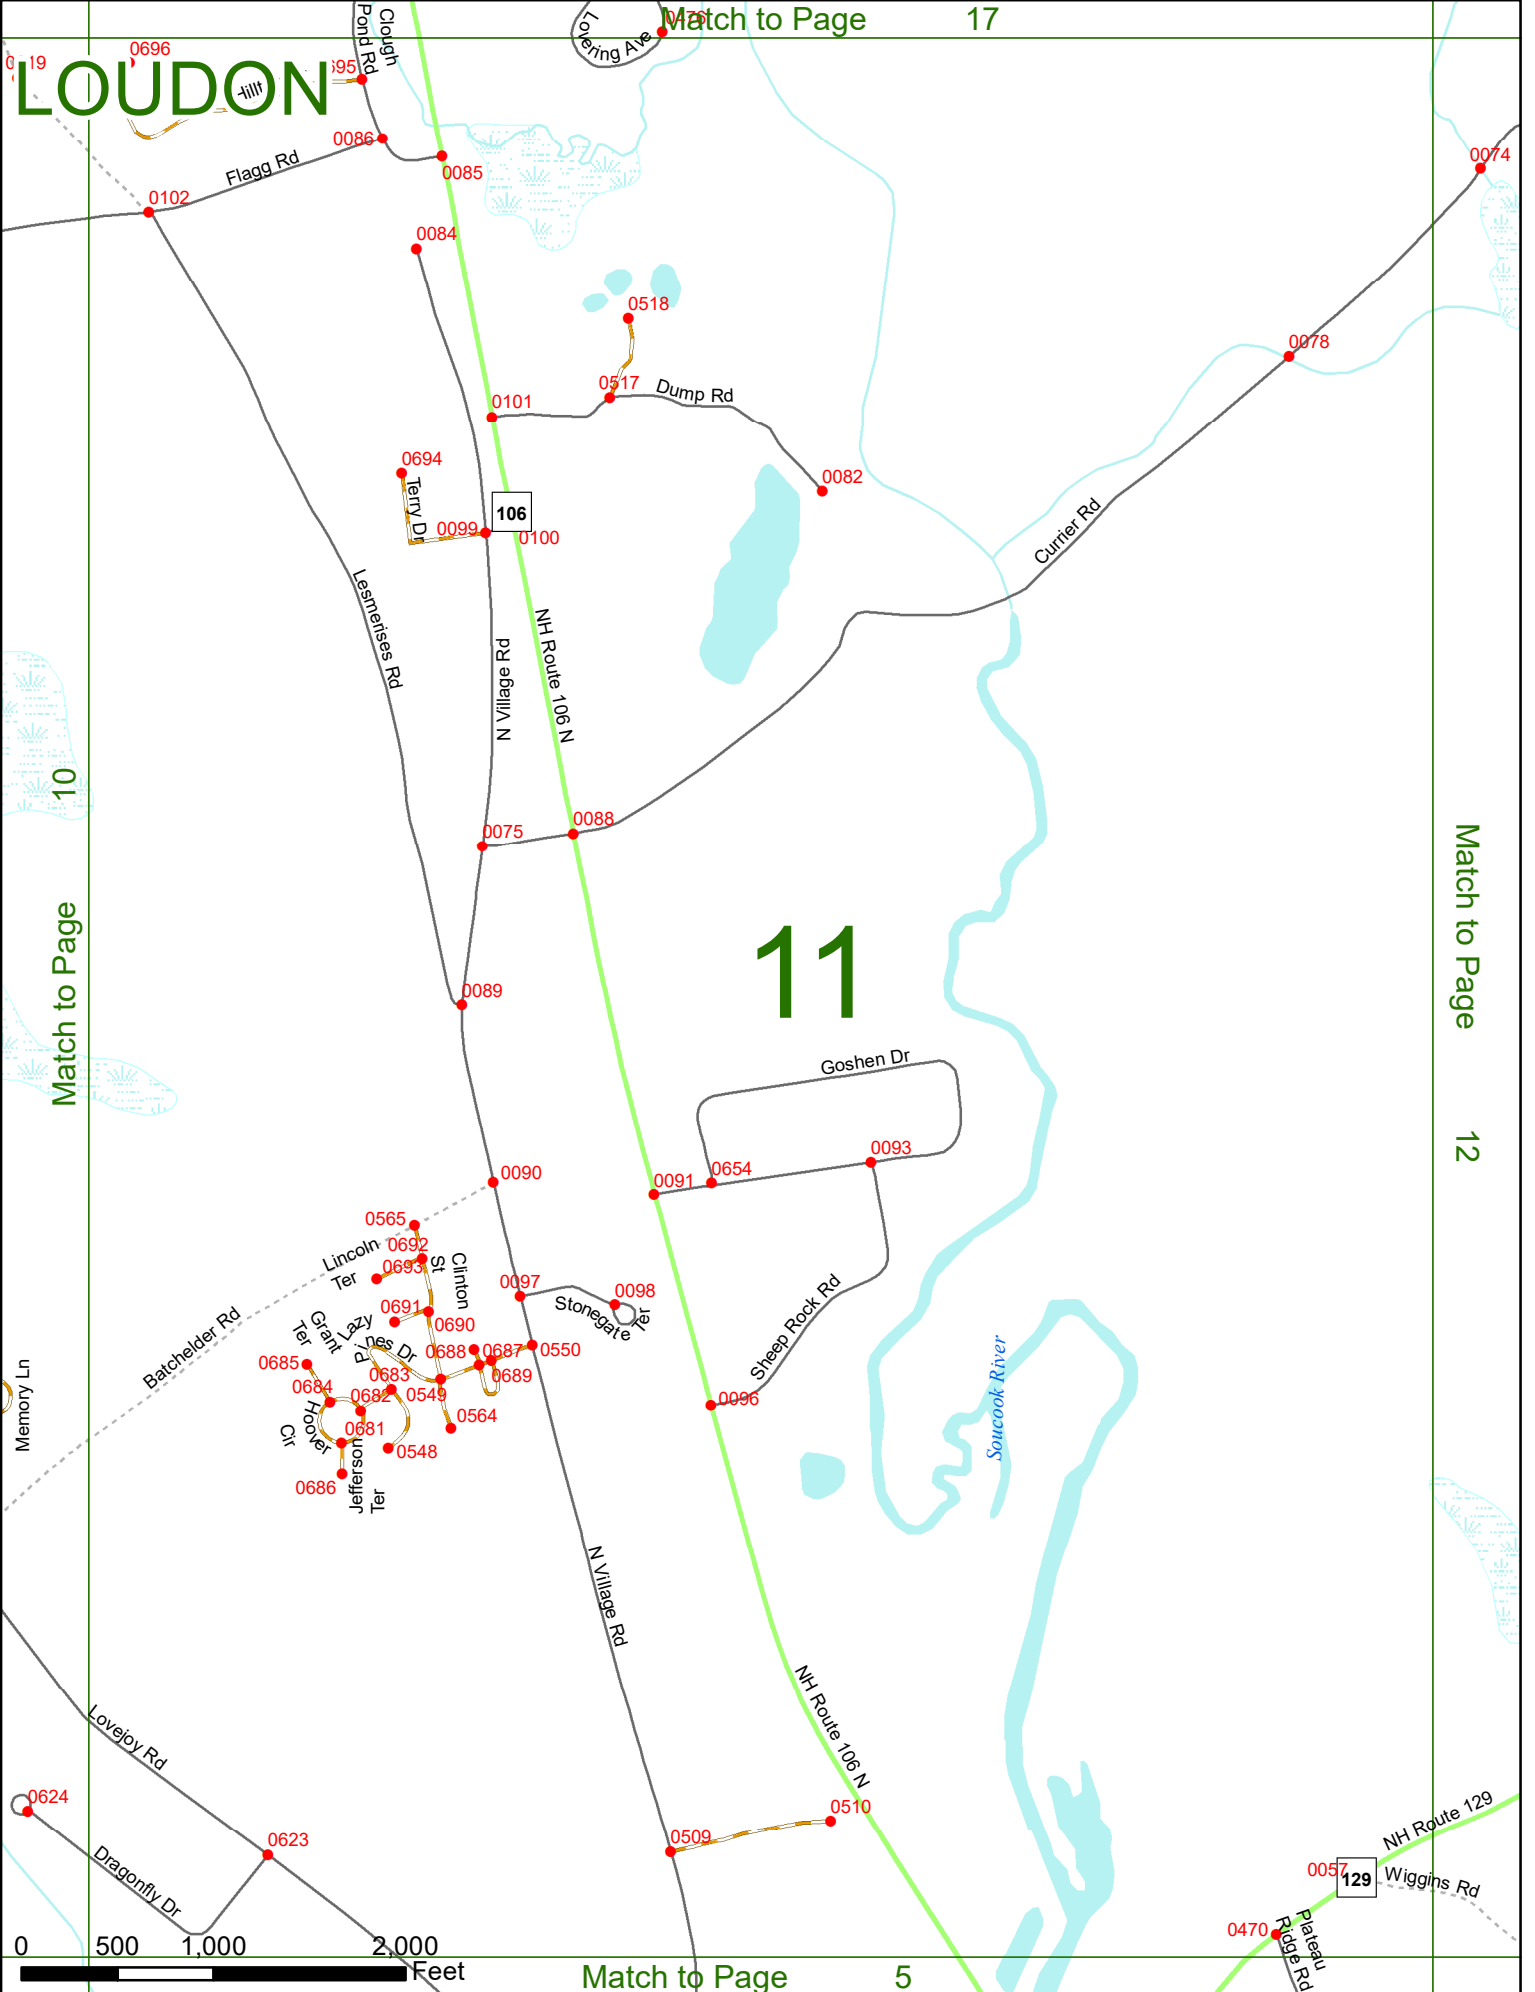 Match to Page 17
Clough
Pond Rd
Lovering Ave
0476
0696
LOUDON
0086
0085
Flagg Rd
0102
0074
0084
0518
0078
0517
Dump Rd
0101
0694
Terry Dr
0082
106
0099
0100
Currier Rd
Lesmerises Rd
NH Route 106 N
N Village Rd
10
Match to Page
0075
0088
11
Match to Page
12
0089
Goshen Dr
0093
0090
0654
0091
0565
Lincoln
Ter
0692
0693
Clinton
St
0097
0098
Stonegate
Ter
Sheep Rock Rd
0691
0690
Grant
Ter
Lazy
Pines Dr
Batchelder Rd
0688
0687
0550
0689
0685
0683
0684
0682
0549
0096
Soucook River
Memory Ln
Hoover
Cir
0681
0564
0548
0686
Jefferson
Ter
N Village Rd
NH Route 106 N
Lovejoy Rd
0624
0510
0509
0623
Dragonfly Dr
NH Route 129
0057
129
Wiggins Rd
0470
Plateau
Ridge Rd
0 500 1,000 2,000
Feet
Match to Page 5